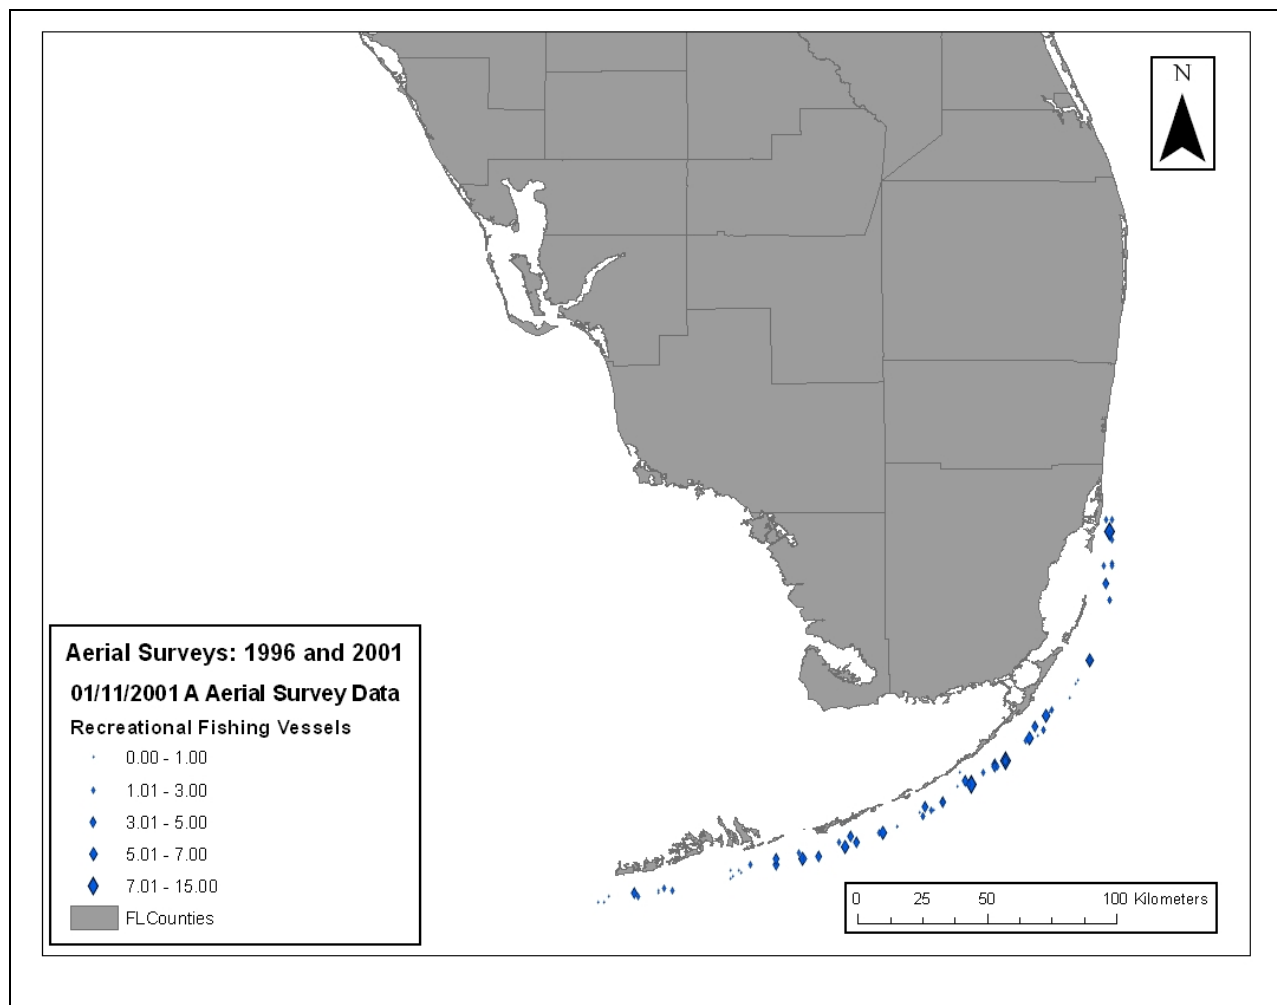 N
Aerial Surveys: 1996 and 2001
01/11/2001 A Aerial Survey Data
Recreational Fishing Vessels
0.00 - 1.00
1.01 - 3.00
3.01 - 5.00
5.01 - 7.00
7.01 - 15.00
FLCounties
0 25 50 100 Kilometers